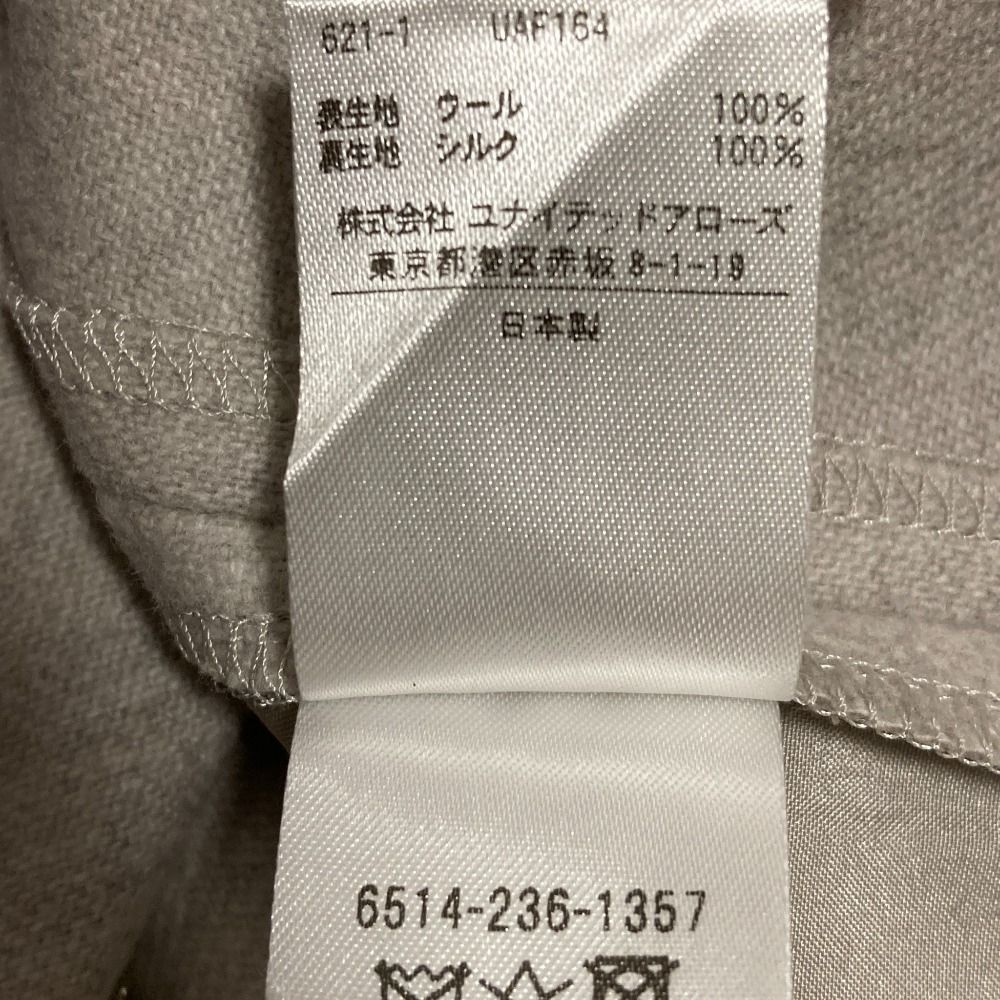 621-1 UAF164
表生地 ウール 100%
裏生地 シルク 100%
株式会社 ユナイテッドアローズ
東京都港区赤坂 8-1-19
日本製
6514-236-1357